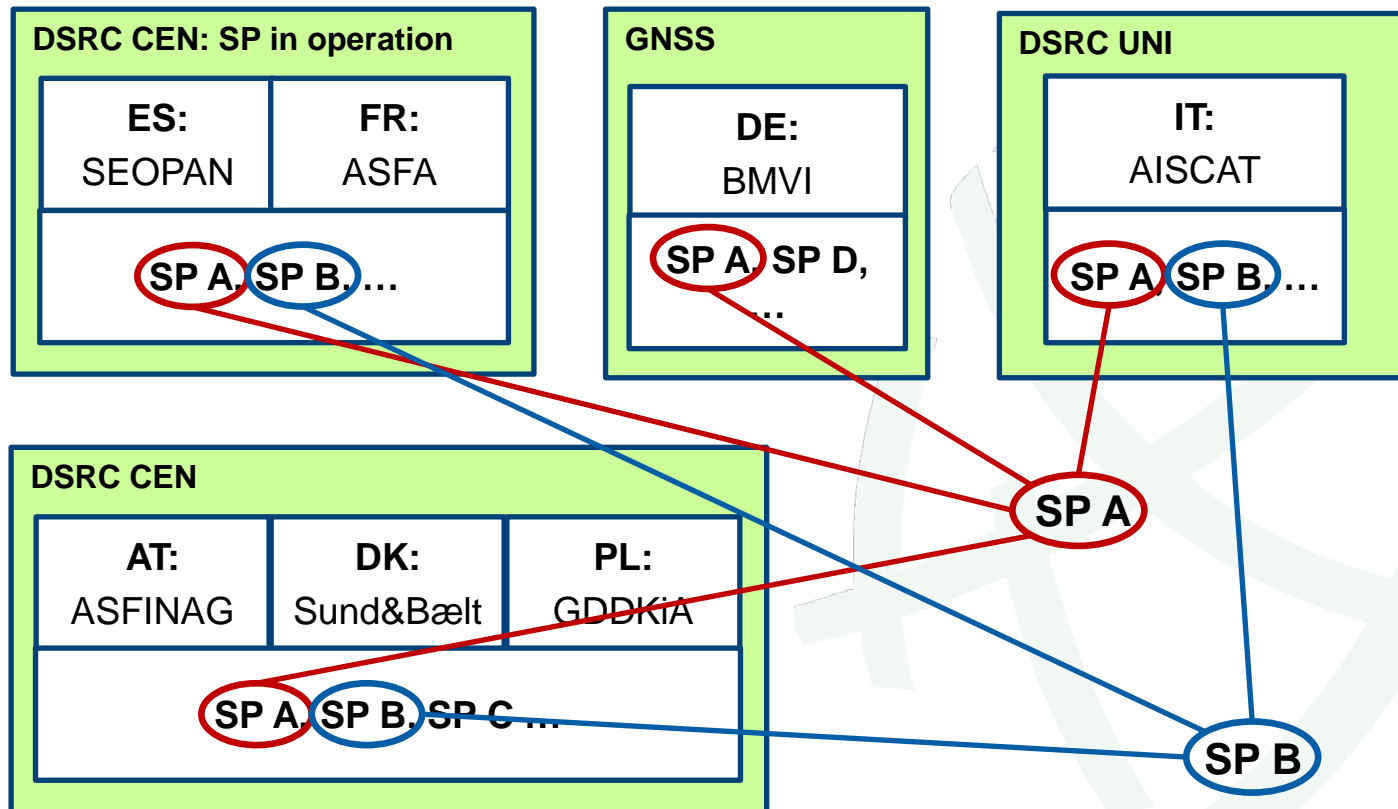 DSRC CEN: SP in operation
ES:
SEOPAN
FR:
ASFA
SP A, SP B, …
GNSS
DE:
BMVI
SP A, SP D,
…
DSRC UNI
IT:
AISCAT
SP A, SP B, …
DSRC CEN
AT:
ASFINAG
DK:
Sund&Bælt
PL:
GDDKiA
SP A, SP B, SP C …
SP A
SP B